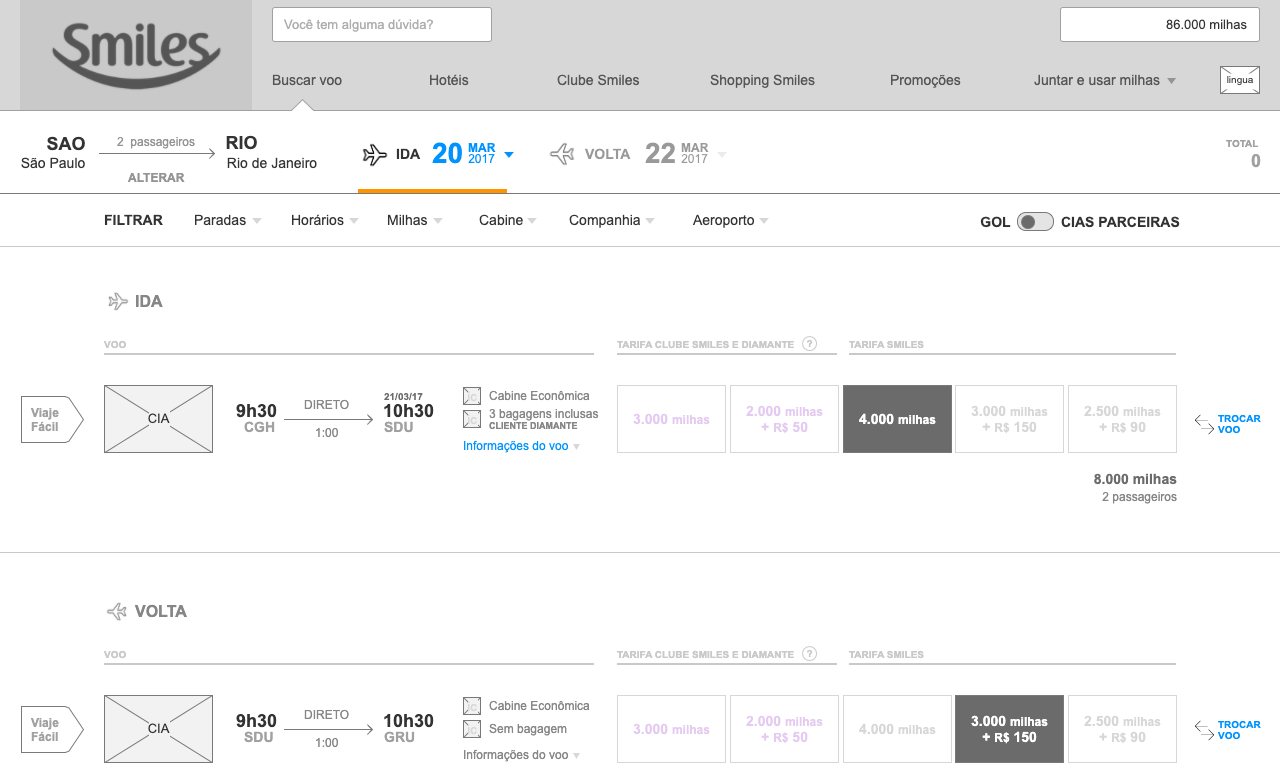 Smiles
Você tem alguma dúvida?
86.000 milhas
Buscar voo
Hotéis
Clube Smiles
Shopping Smiles
Promoções
Juntar e usar milhas
lingua
SAO
São Paulo
2 passageiros
ALTERAR
RIO
Rio de Janeiro
IDA
20
MAR
2017
VOLTA
22
MAR
2017
TOTAL
0
FILTRAR
Paradas
Horários
Milhas
Cabine
Companhia
Aeroporto
GOL
CIAS PARCEIRAS
IDA
VOO
TARIFA CLUBE SMILES E DIAMANTE ?
TARIFA SMILES
Viaje
Fácil
CIA
9h30
CGH
DIRETO
1:00
21/03/17
10h30
SDU
Cabine Econômica
3 bagagens inclusas
CLIENTE DIAMANTE
Informações do voo
3.000 milhas
2.000 milhas
+ R$ 50
4.000 milhas
3.000 milhas
+ R$ 150
2.500 milhas
+ R$ 90
TROCAR
VOO
8.000 milhas
2 passageiros
VOLTA
VOO
TARIFA CLUBE SMILES E DIAMANTE ?
TARIFA SMILES
Viaje
Fácil
CIA
9h30
SDU
DIRETO
1:00
10h30
GRU
Cabine Econômica
Sem bagagem
Informações do voo
3.000 milhas
2.000 milhas
+ R$ 50
4.000 milhas
3.000 milhas
+ R$ 150
2.500 milhas
+ R$ 90
TROCAR
VOO